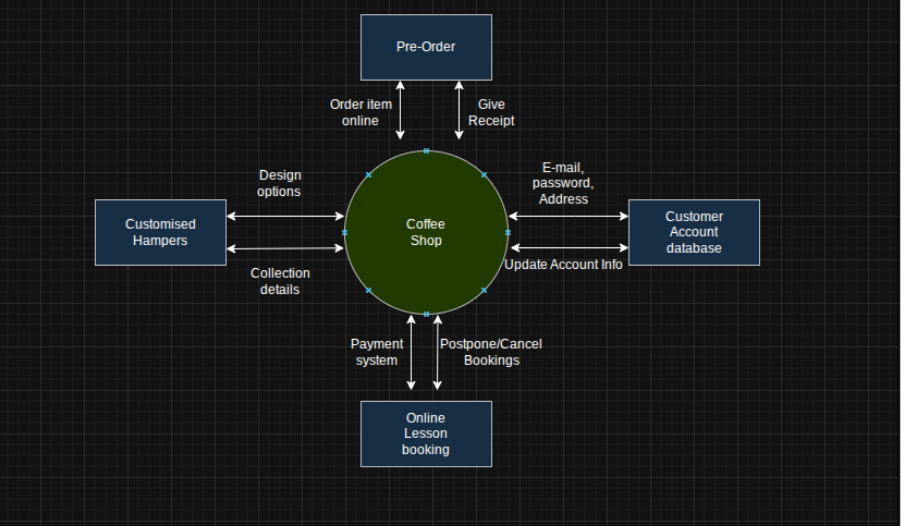 Pre-Order
Order item
online
Give
Receipt
Design
options
E-mail,
password,
Address
Customised
Hampers
Coffee
Shop
Customer
Account
database
Collection
details
Update Account Info
Payment
system
Postpone/Cancel
Bookings
Online
Lesson
booking